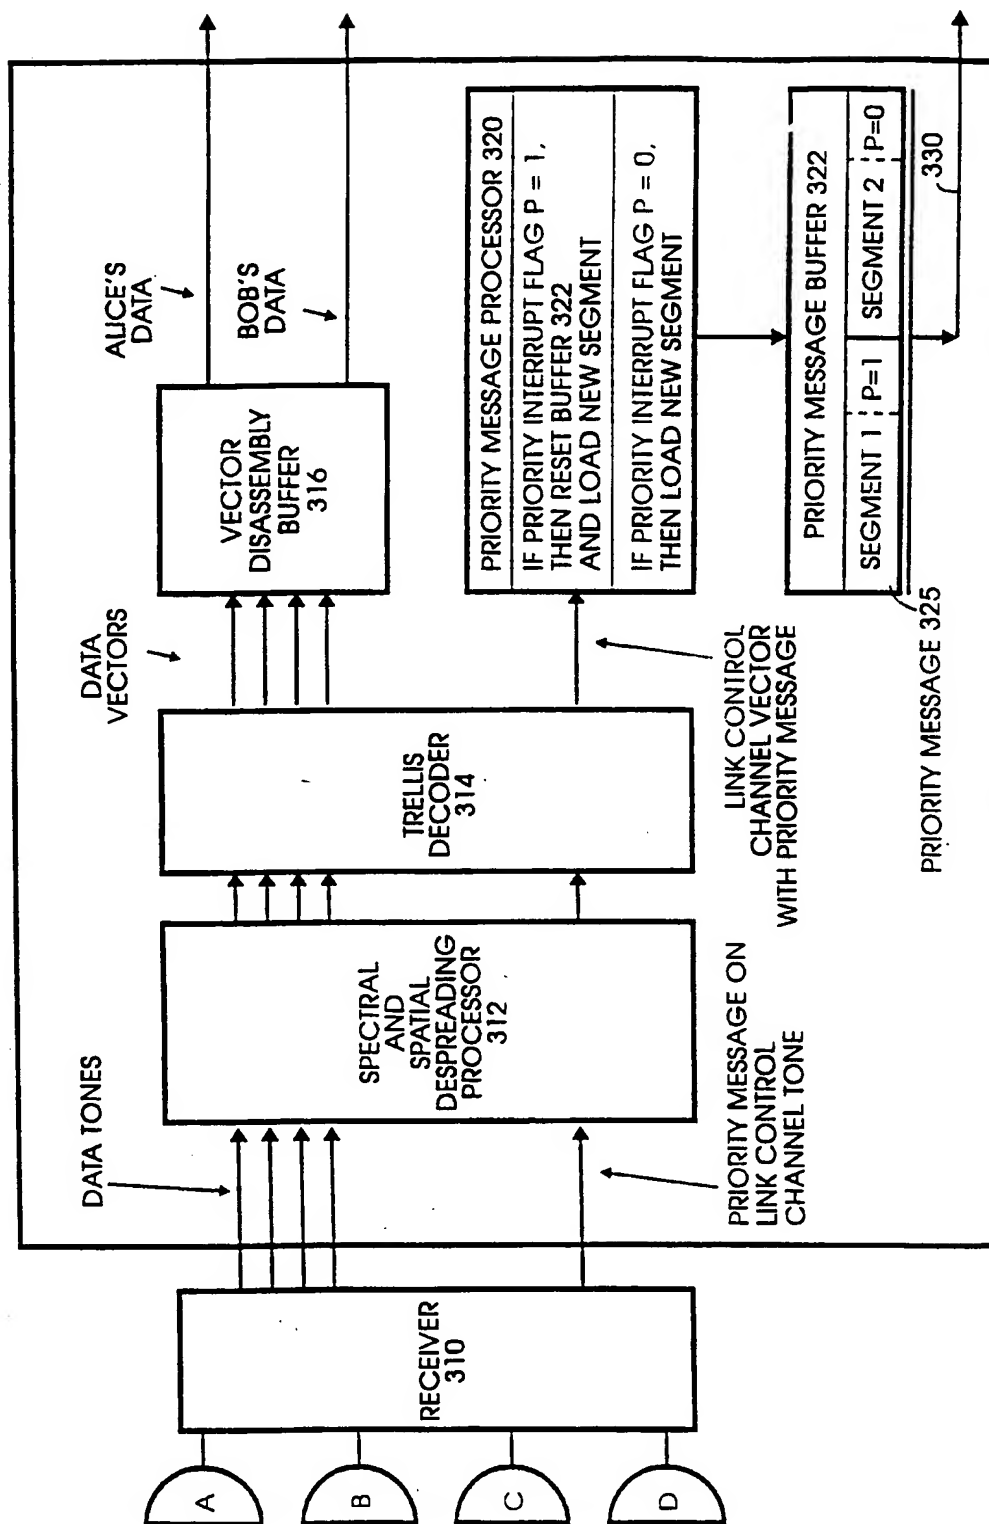 A
B
C
D
RECEIVER
310
DATA TONES
PRIORITY MESSAGE ON
LINK CONTROL
CHANNEL TONE
SPECTRAL
AND
SPATIAL
DESPREADING
PROCESSOR
312
TRELLIS
DECODER
314
DATA
VECTORS
LINK CONTROL
CHANNEL VECTOR
WITH PRIORITY MESSAGE
VECTOR
DISASSEMBLY
BUFFER
316
ALICE'S
DATA
BOB'S
DATA
PRIORITY MESSAGE PROCESSOR 320
IF PRIORITY INTERRUPT FLAG P = 1,
THEN RESET BUFFER 322
AND LOAD NEW SEGMENT
IF PRIORITY INTERRUPT FLAG P = 0,
THEN LOAD NEW SEGMENT
PRIORITY MESSAGE BUFFER 322
SEGMENT 1 P=1 SEGMENT 2 P=0
PRIORITY MESSAGE 325
330